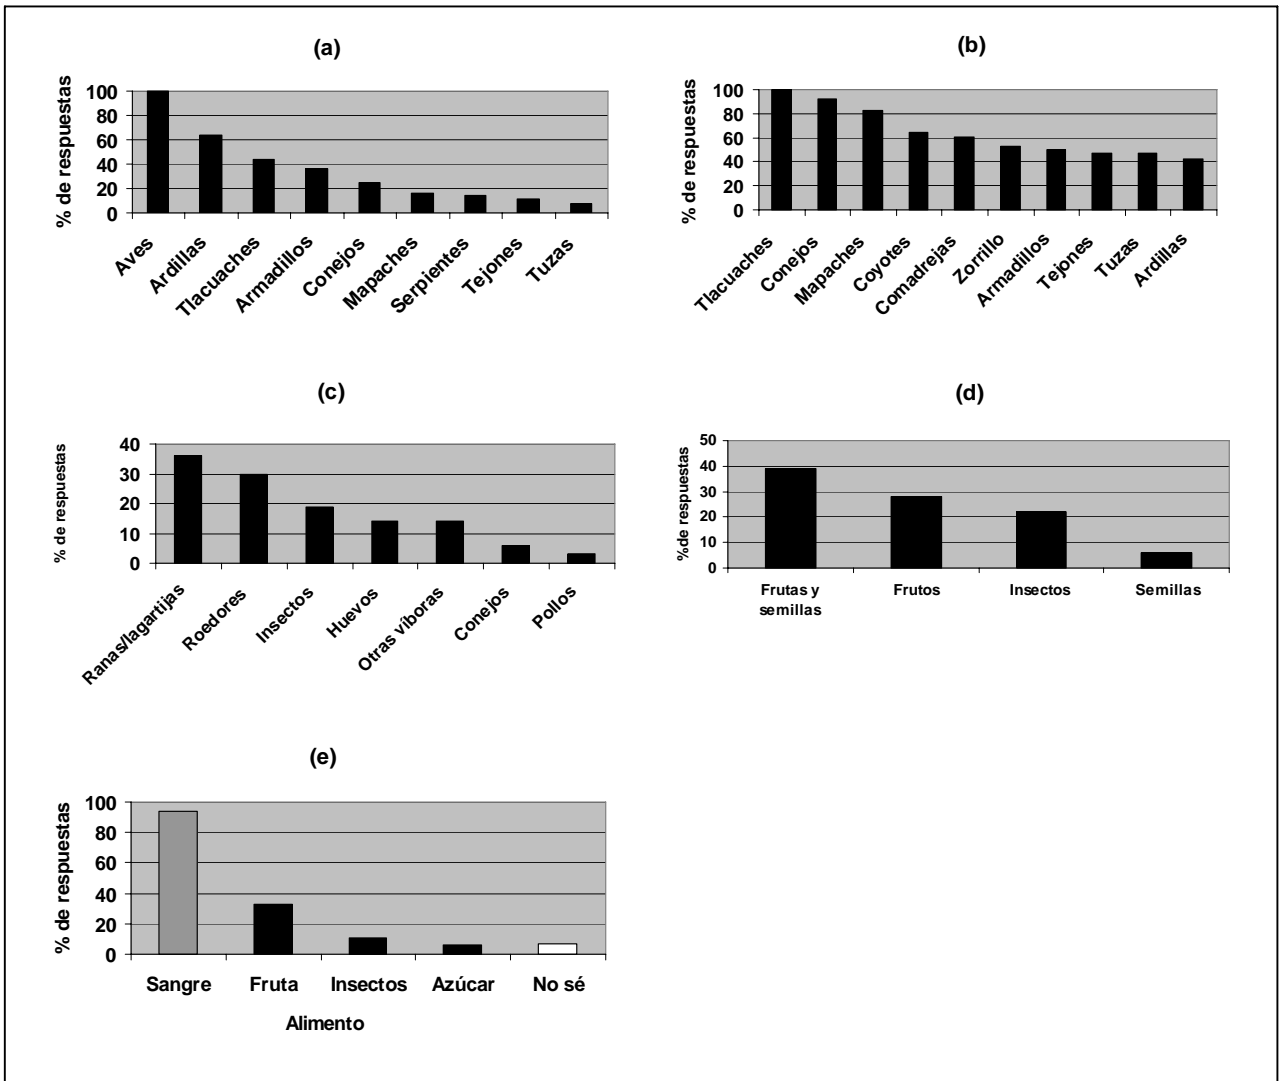 (a)
% de respuestas
100
80
60
40
20
0
Aves
Ardillas
Tlacuaches
Armadillos
Conejos
Mapaches
Serpientes
Tejones
Tuzas
(b)
% de respuestas
100
80
60
40
20
0
Tlacuaches
Conejos
Mapaches
Coyotes
Comadrejas
Zorrillo
Armadillos
Tejones
Tuzas
Ardillas
(c)
% de respuestas
40
30
20
10
0
Ranas/lagartijas
Roedores
Insectos
Huevos
Otras víboras
Conejos
Pollos
(d)
%de respuestas
50
40
30
20
10
0
Frutas y
semillas
Frutos
Insectos
Semillas
(e)
% de respuestas
100
80
60
40
20
0
Sangre
Fruta
Insectos
Azúcar
No sé
Alimento